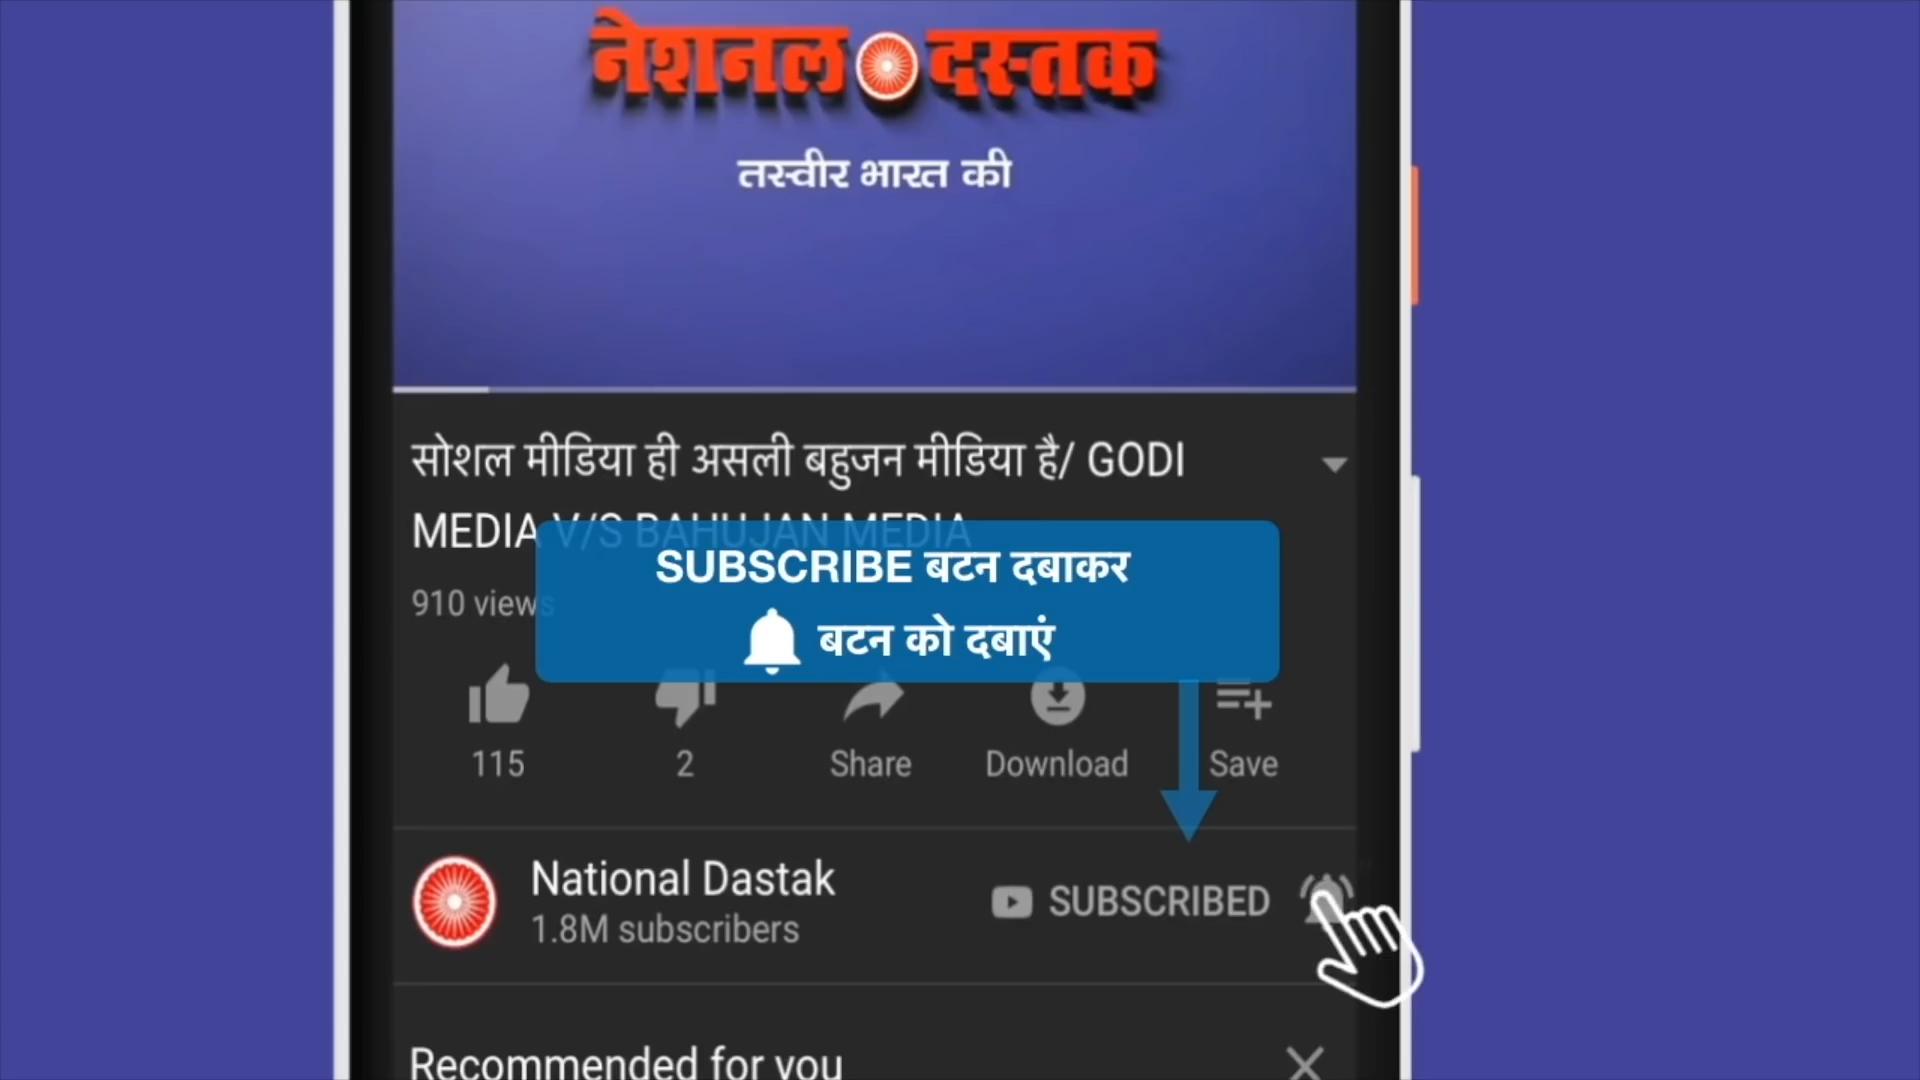 नेशनल दस्तक
तस्वीर भारत की
सोशल मीडिया ही असली बहुजन मीडिया है/ GODI
MEDIA V/S BAHUJAN MEDIA
SUBSCRIBE बटन दबाकर
910 views
बटन को दबाएं
115
2
Share
Download
Save
National Dastak
SUBSCRIBED
1.8M subscribers
Recommended for you